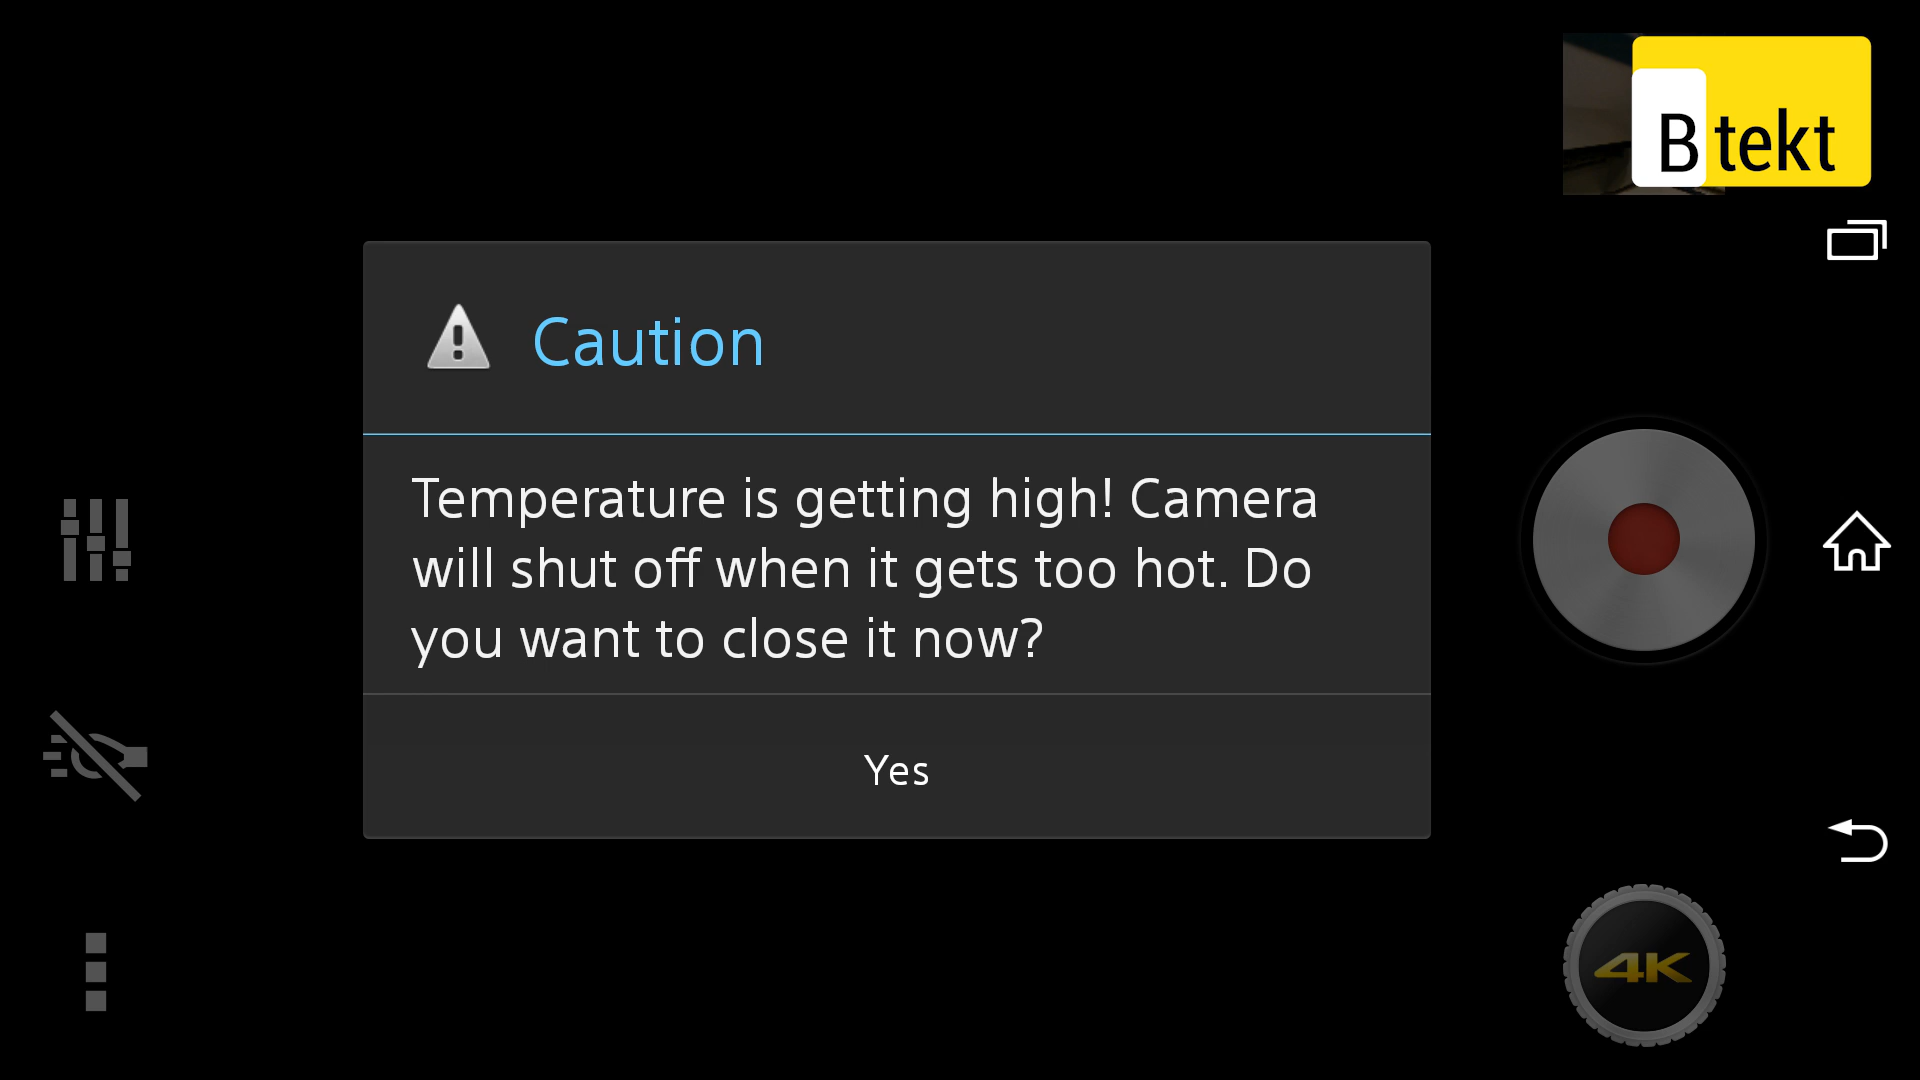 B tekt
Caution
Temperature is getting high! Camera
will shut off when it gets too hot. Do
you want to close it now?
Yes
4K